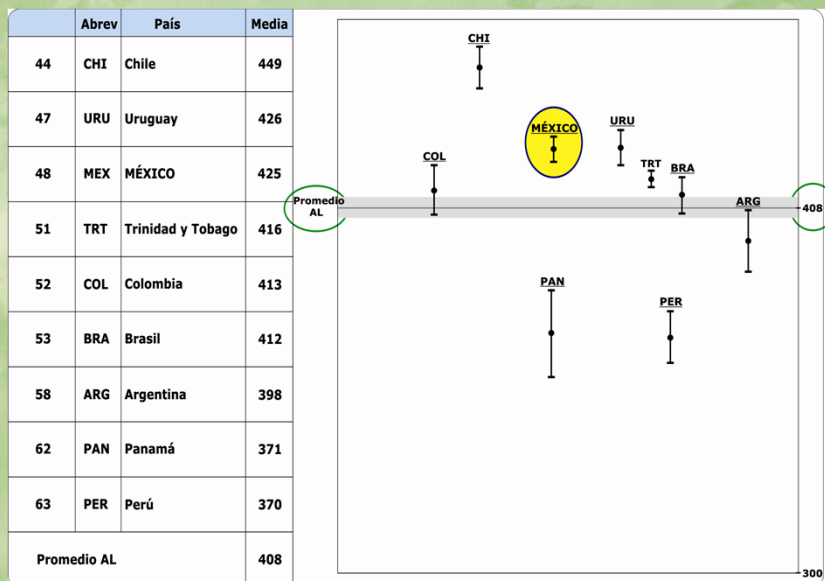 Abrev País Media
44 CHI Chile 449
47 URU Uruguay 426
48 MEX MÉXICO 425
51 TRT Trinidad y Tobago 416
52 COL Colombia 413
53 BRA Brasil 412
58 ARG Argentina 398
62 PAN Panamá 371
63 PER Perú 370
Promedio AL 408
CHI
MÉXICO
URU
COL
TRT
BRA
Promedio
AL
ARG
408
PAN
PER
300